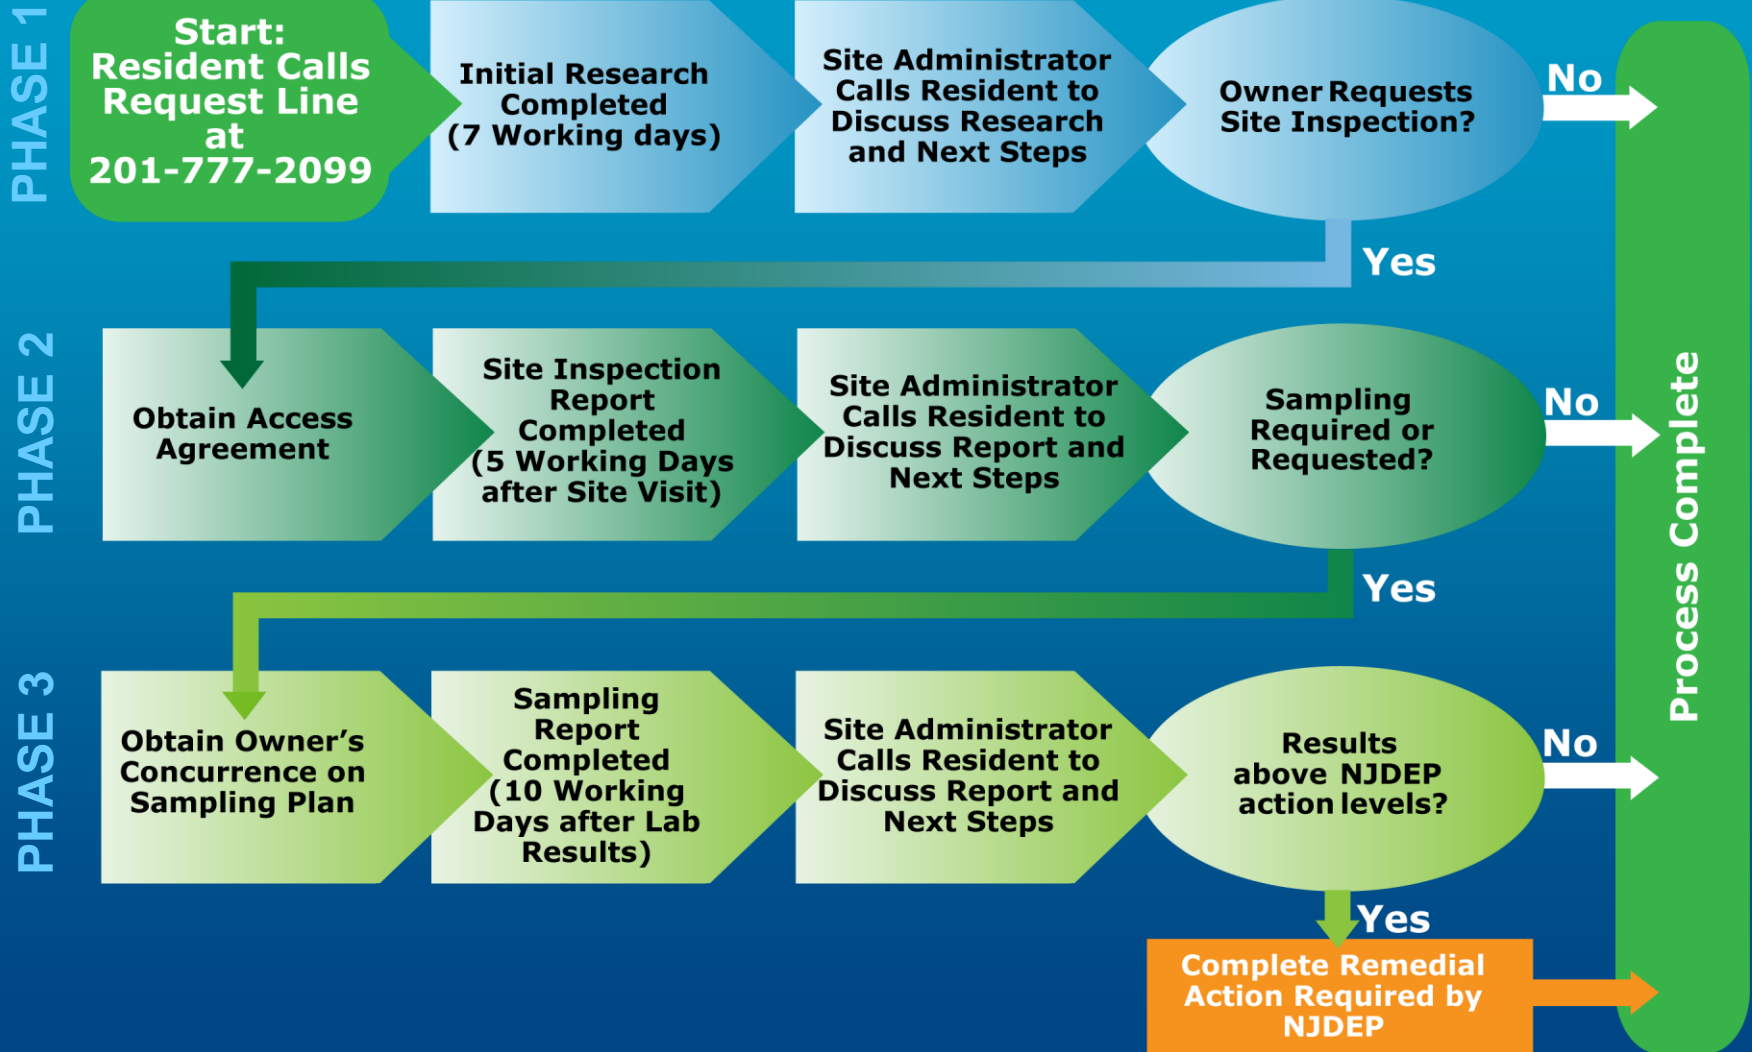 PHASE 1
Start:
Resident Calls
Request Line
at
201-777-2099
Initial Research
Completed
(7 Working days)
Site Administrator
Calls Resident to
Discuss Research
and Next Steps
Owner Requests
Site Inspection?
No
Yes
PHASE 2
Obtain Access
Agreement
Site Inspection
Report
Completed
(5 Working Days
after Site Visit)
Site Administrator
Calls Resident to
Discuss Report and
Next Steps
Sampling
Required or
Requested?
No
Yes
PHASE 3
Obtain Owner’s
Concurrence on
Sampling Plan
Sampling
Report
Completed
(10 Working
Days after Lab
Results)
Site Administrator
Calls Resident to
Discuss Report and
Next Steps
Results
above NJDEP
action levels?
No
Yes
Complete Remedial
Action Required by
NJDEP
Process Complete